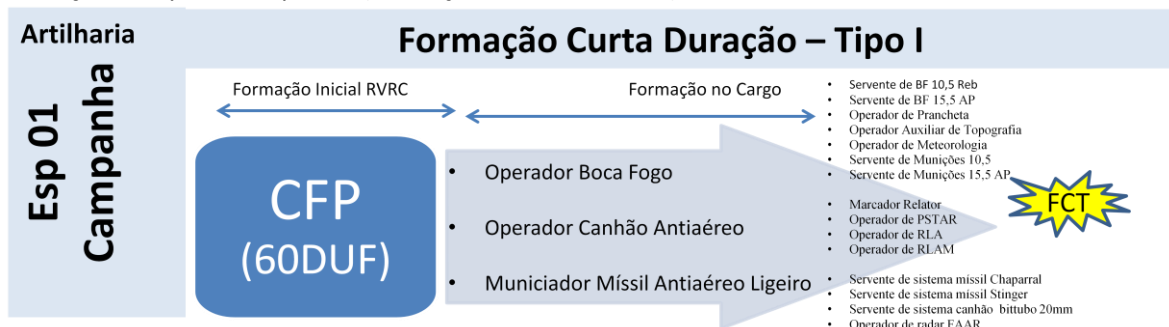 Artilharia
Esp 01
Campanha
Formação Curta Duração – Tipo I
Formação Inicial RVRC
Formação no Cargo
CFP
(60DUF)
• Operador Boca Fogo
• Operador Canhão Antiaéreo
• Municiador Míssil Antiaéreo Ligeiro
• Servente de BF 10,5 Reb
• Servente de BF 15,5 AP
• Operador de Prancheta
• Operador Auxiliar de Topografia
• Operador de Meteorologia
• Servente de Munições 10,5
• Servente de Munições 15,5 AP
• Marcador Relator
• Operador de PSTAR
• Operador de RLA
• Operador de RLAM
• Servente de sistema míssil Chaparral
• Servente de sistema míssil Stinger
• Servente de sistema canhão bittubo 20mm
• Operador de radar FAAR
FCT